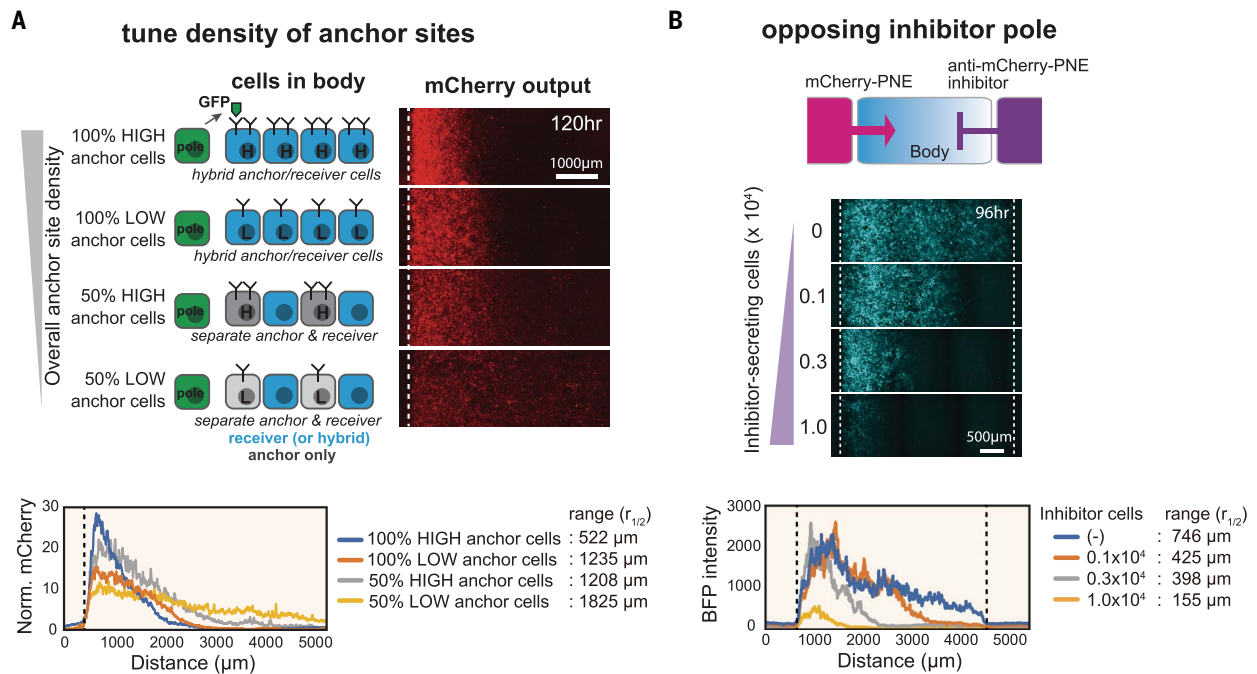 A
tune density of anchor sites
cells in body
mCherry output
GFP
Overall anchor site density
100% HIGH
anchor cells
pole
H
H
H
H
hybrid anchor/receiver cells
120hr
1000µm
100% LOW
anchor cells
pole
L
L
L
L
hybrid anchor/receiver cells
50% HIGH
anchor cells
pole
H
H
separate anchor & receiver
50% LOW
anchor cells
pole
L
L
separate anchor & receiver
receiver (or hybrid)
anchor only
Norm. mCherry
30
20
10
0
0
1000
2000
3000
4000
5000
Distance (µm)
range (r1/2)
100% HIGH anchor cells : 522 µm
100% LOW anchor cells : 1235 µm
50% HIGH anchor cells : 1208 µm
50% LOW anchor cells : 1825 µm
B
opposing inhibitor pole
mCherry-PNE
anti-mCherry-PNE
inhibitor
Body
Inhibitor-secreting cells (x 10⁴)
0
96hr
0.1
0.3
1.0
500µm
BFP intensity
3000
2000
1000
0
0
1000
2000
3000
4000
5000
Distance (µm)
Inhibitor cells range (r1/2)
(-) : 746 µm
0.1x10⁴ : 425 µm
0.3x10⁴ : 398 µm
1.0x10⁴ : 155 µm